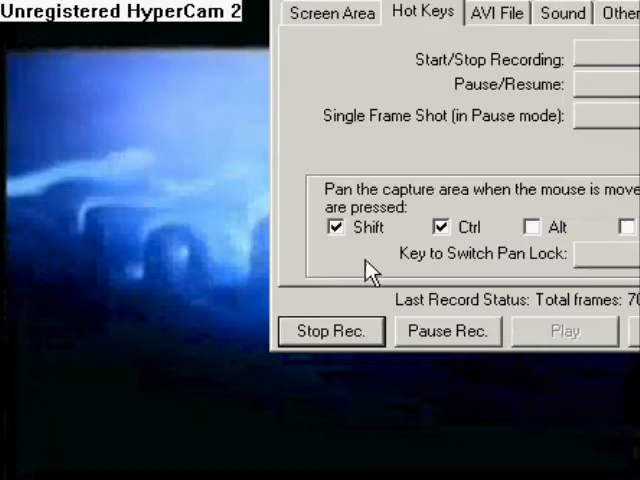 Unregistered HyperCam 2
Screen Area
Hot Keys
AVI File
Sound
Other
Start/Stop Recording:
Pause/Resume:
Single Frame Shot (in Pause mode):
Pan the capture area when the mouse is move
are pressed:
Shift
Ctrl
Alt
Key to Switch Pan Lock:
Last Record Status: Total frames: 70
Stop Rec.
Pause Rec.
Play